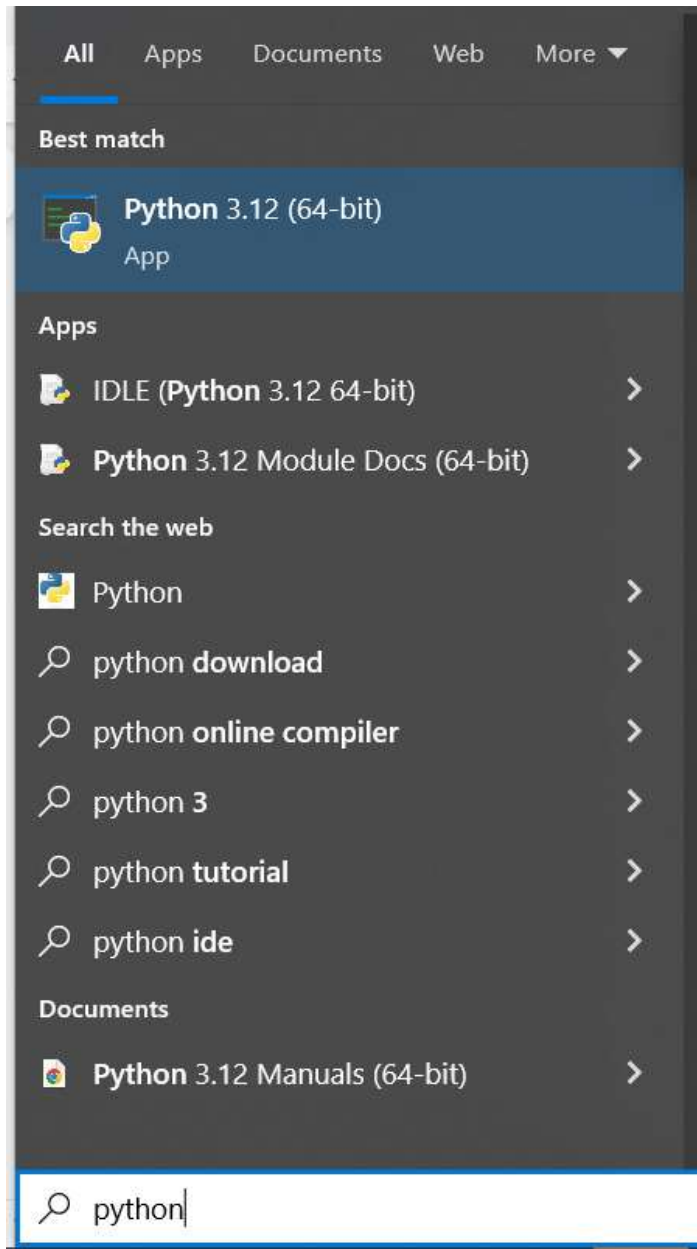 All Apps Documents Web More
Best match
Python 3.12 (64-bit)
App
Apps
IDLE (Python 3.12 64-bit)
Python 3.12 Module Docs (64-bit)
Search the web
Python
python download
python online compiler
python 3
python tutorial
python ide
Documents
Python 3.12 Manuals (64-bit)
python